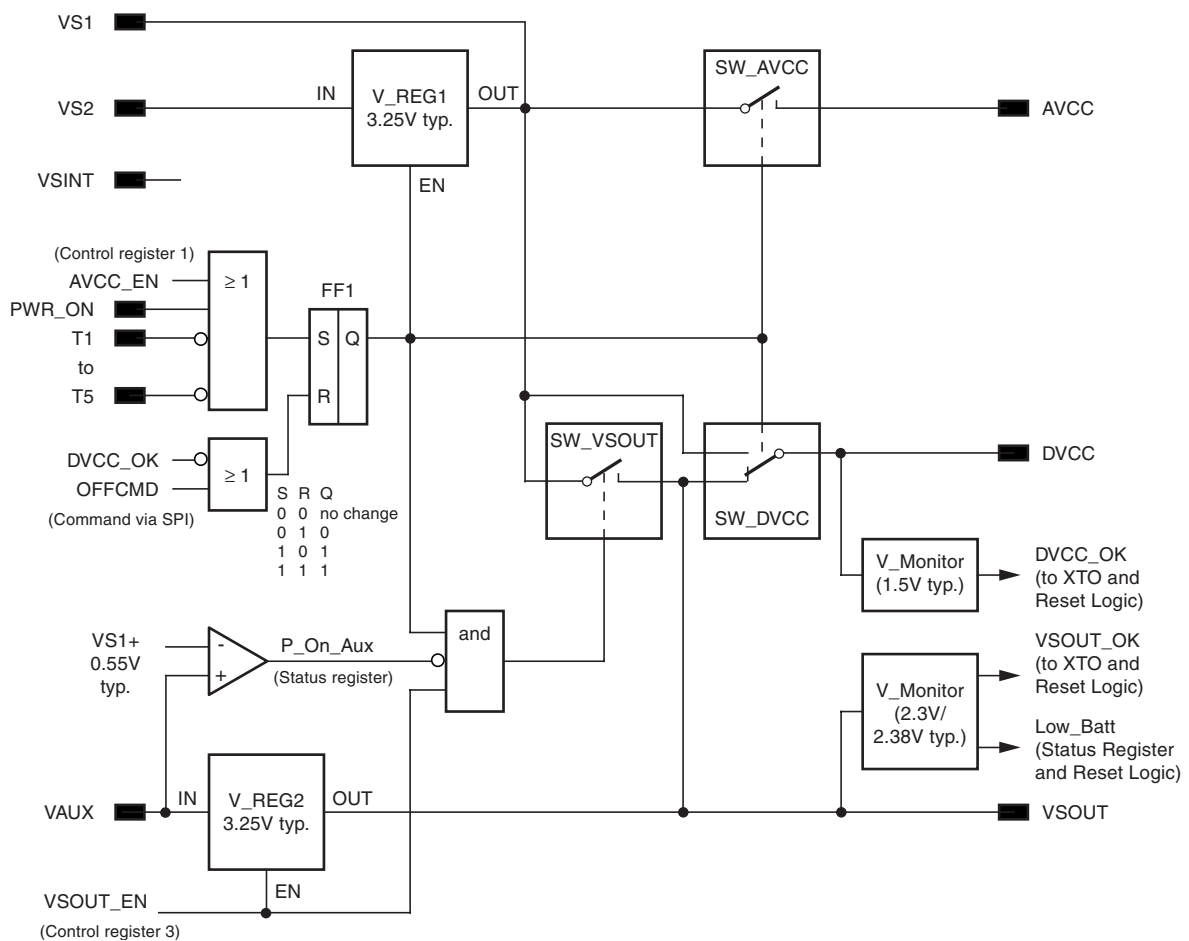 VS1
SW_AVCC
IN
V_REG1
3.25V typ.
OUT
VS2
AVCC
VSINT
EN
(Control register 1)
AVCC_EN
≥ 1
FF1
PWR_ON
T1
S Q
to
T5
R
SW_VSOUT
DVCC_OK
≥ 1
DVCC
OFFCMD
(Command via SPI)
SW_DVCC
S R Q
0 0 no change
0 1 0
1 0 1
1 1 1
V_Monitor
(1.5V typ.)
DVCC_OK
(to XTO and
Reset Logic)
and
VS1+
0.55V
typ.
-
+
P_On_Aux
(Status register)
V_Monitor
(2.3V/
2.38V typ.)
VSOUT_OK
(to XTO and
Reset Logic)
Low_Batt
(Status Register
and Reset Logic)
VAUX
IN
V_REG2
3.25V typ.
OUT
VSOUT
EN
VSOUT_EN
(Control register 3)